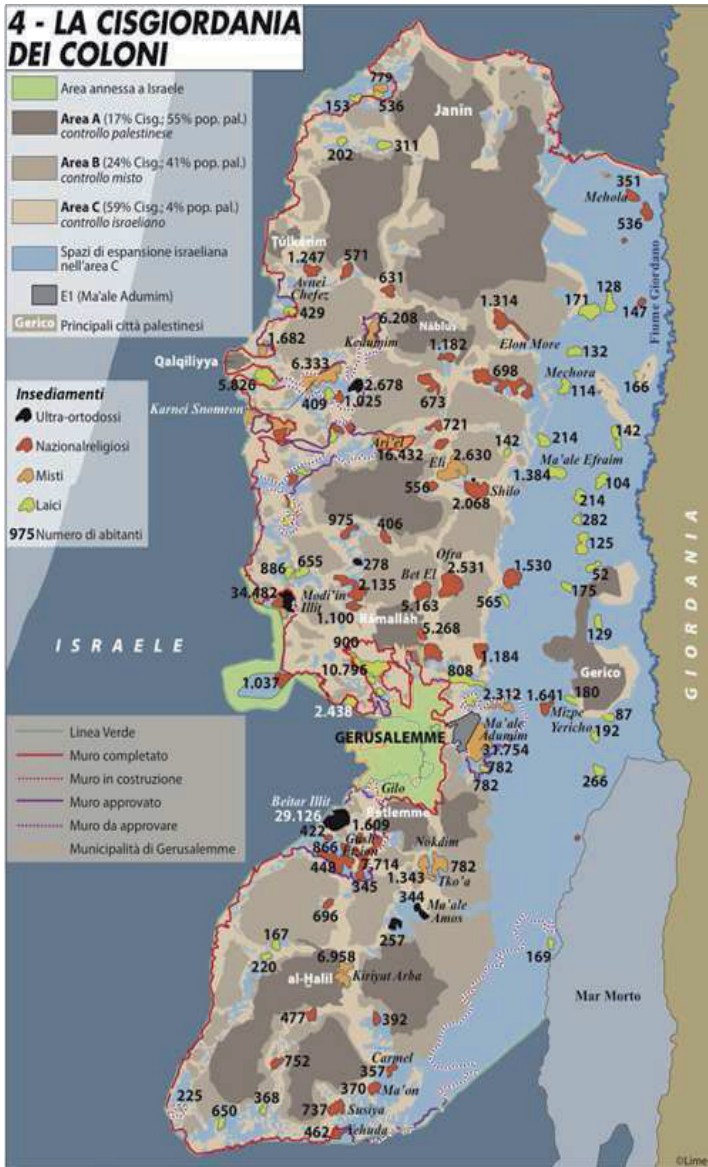 4 - LA CISGIORDANIA
DEI COLONI
Area annessa a Israele
Area A (17% Cisg.; 55% pop. pal.)
controllo palestinese
Area B (24% Cisg.; 41% pop. pal.)
controllo misto
Area C (59% Cisg.; 4% pop. pal.)
controllo israeliano
Spazi di espansione israeliana
nell'area C
E1 (Ma'ale Adumim)
Gerico Principali città palestinesi
Insediamenti
Ultra-ortodossi
Nazionalreligiosi
Misti
Laici
975 Numero di abitanti
779
153
536
Janīn
202
311
351
Mehola
536
Tūlkarim
1.247
571
Avnei
Chefez
631
429
1.314
171
128
147
Fiume Giordano
6.208
Nāblus
Kedumim
1.182
Elon More
1.682
132
Qalqiliyya
6.333
5.826
2.678
698
Mechora
166
409
1.025
673
114
Karnei Snomron
721
142
Ari'el
16.432
142
214
Eli
2.630
Ma'ale Efraim
1.384
104
556
Shilo
2.068
214
975
406
282
125
886
655
278
Ofra
2.531
1.530
52
34.482
Modi'in
Illit
2.135
Bet El
565
175
1.100
5.163
Rāmallāh
129
900
5.268
ISRAELE
GIORDANIA
10.796
808
1.184
Gerico
1.037
2.312
1.641
180
2.438
Mizpe
Yericho
87
GERUSALEMME
Ma'ale
Adumim
31.754
192
782
782
266
Gilo
Linea Verde
Muro completato
Muro in costruzione
Muro approvato
Muro da approvare
Municipalità di Gerusalemme
Beitar Illit
29.126
Betlemme
422
1.609
866
Gush
Etzion
Nokdim
448
7.714
782
345
1.343
Tko'a
344
Ma'ale
Amos
696
257
167
220
6.958
169
al-Ḥalīl
Kiriyat Arba
Mar Morto
477
392
752
Carmel
357
370
Ma'on
225
368
650
737
Susiya
462
Yehuda
©Limes